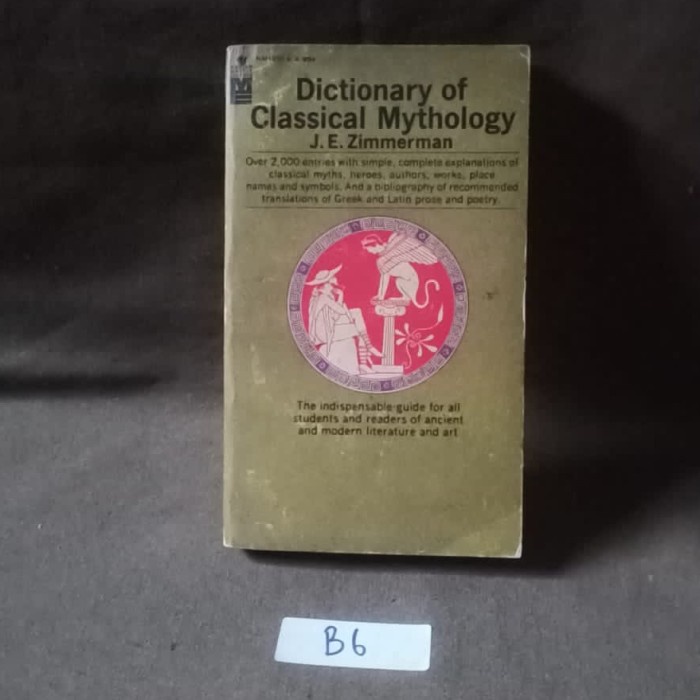 Dictionary of
Classical Mythology
J. E. Zimmerman
Over 2,000 entries with simple, complete explanations of
classical myths, heroes, authors, works, place
names and symbols. And a bibliography of recommended
translations of Greek and Latin prose and poetry.
The indispensable guide for all
students and readers of ancient
and modern literature and art
B6